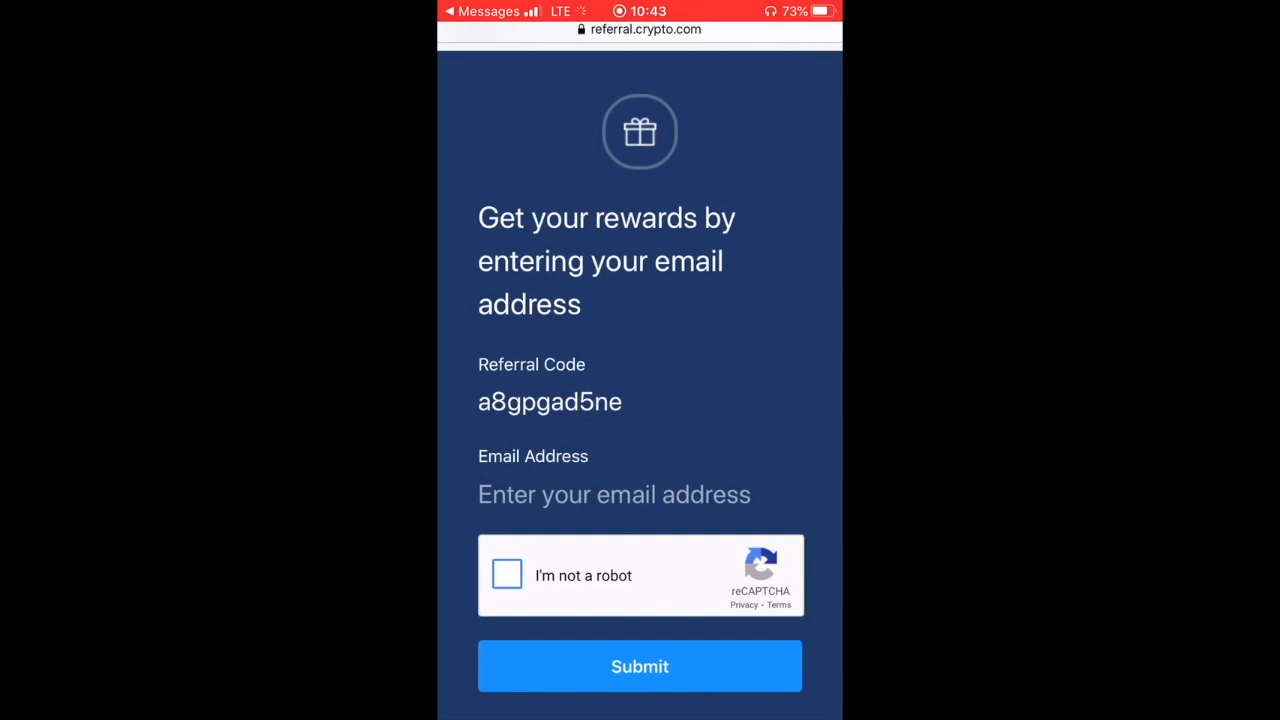 ◀ Messages LTE 10:43 73%
referral.crypto.com
Get your rewards by
entering your email
address
Referral Code
a8gpgad5ne
Email Address
Enter your email address
I'm not a robot
reCAPTCHA
Privacy - Terms
Submit